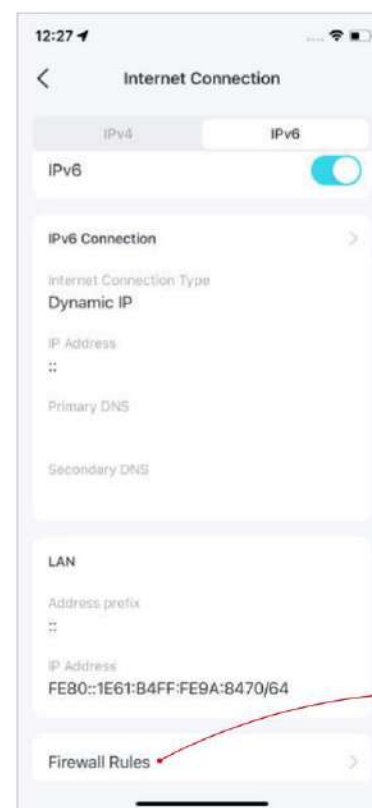 12:27
Internet Connection
IPv4 IPv6
IPv6
IPv6 Connection
Internet Connection Type
Dynamic IP
IP Address
::
Primary DNS
Secondary DNS
LAN
Address prefix
::
IP Address
FE80::1E61:B4FF:FE9A:8470/64
Firewall Rules